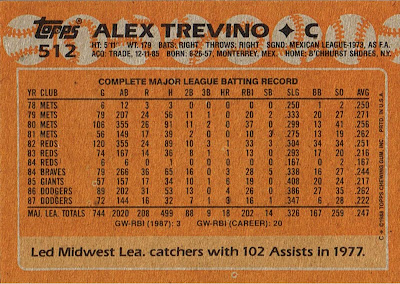 topps
512
ALEX TREVINO ✦ C
HT: 5'11 WT: 179 BATS: RIGHT THROWS: RIGHT SGND: MEXICAN LEAGUE-1973, AS F.A.
ACQ: TRADE, 12-11-85 BORN: 8-26-57, MONTERREY, MEX. HOME: B'CHHURST SHORES, N.Y.
COMPLETE MAJOR LEAGUE BATTING RECORD
YR CLUB G AB R H 2B 3B HR RBI SB SLG BB SO AVG
78 METS 6 12 3 3 0 0 0 0 0 .250 1 2 .250
79 METS 79 207 24 56 11 1 0 20 2 .333 20 27 .271
80 METS 106 355 26 91 11 2 0 37 0 .299 13 41 .256
81 METS 56 149 17 39 2 0 0 10 3 .275 13 19 .262
82 REDS 120 355 24 89 10 3 1 33 3 .304 34 34 .251
83 REDS 74 167 14 36 8 1 1 13 0 .293 17 20 .216
84 REDS 6 6 0 1 0 0 0 0 0 .167 0 2 .167
84 BRAVES 79 266 36 65 16 0 3 28 5 .338 16 27 .244
85 GIANTS 57 157 17 34 10 1 6 19 0 .408 20 24 .217
86 DODGERS 89 202 31 53 13 0 4 26 0 .386 27 35 .262
87 DODGERS 72 144 16 32 7 1 3 16 1 .347 6 28 .222
MAJ. LEA. TOTALS 744 2020 208 499 88 9 18 202 14 .326 167 259 .247
GW-RBI (1987): 3 GW-RBI (CAREER): 20
C * © 1988 TOPPS CHEWING GUM, INC. PRTD. IN U.S.A.
Led Midwest Lea. catchers with 102 Assists in 1977.